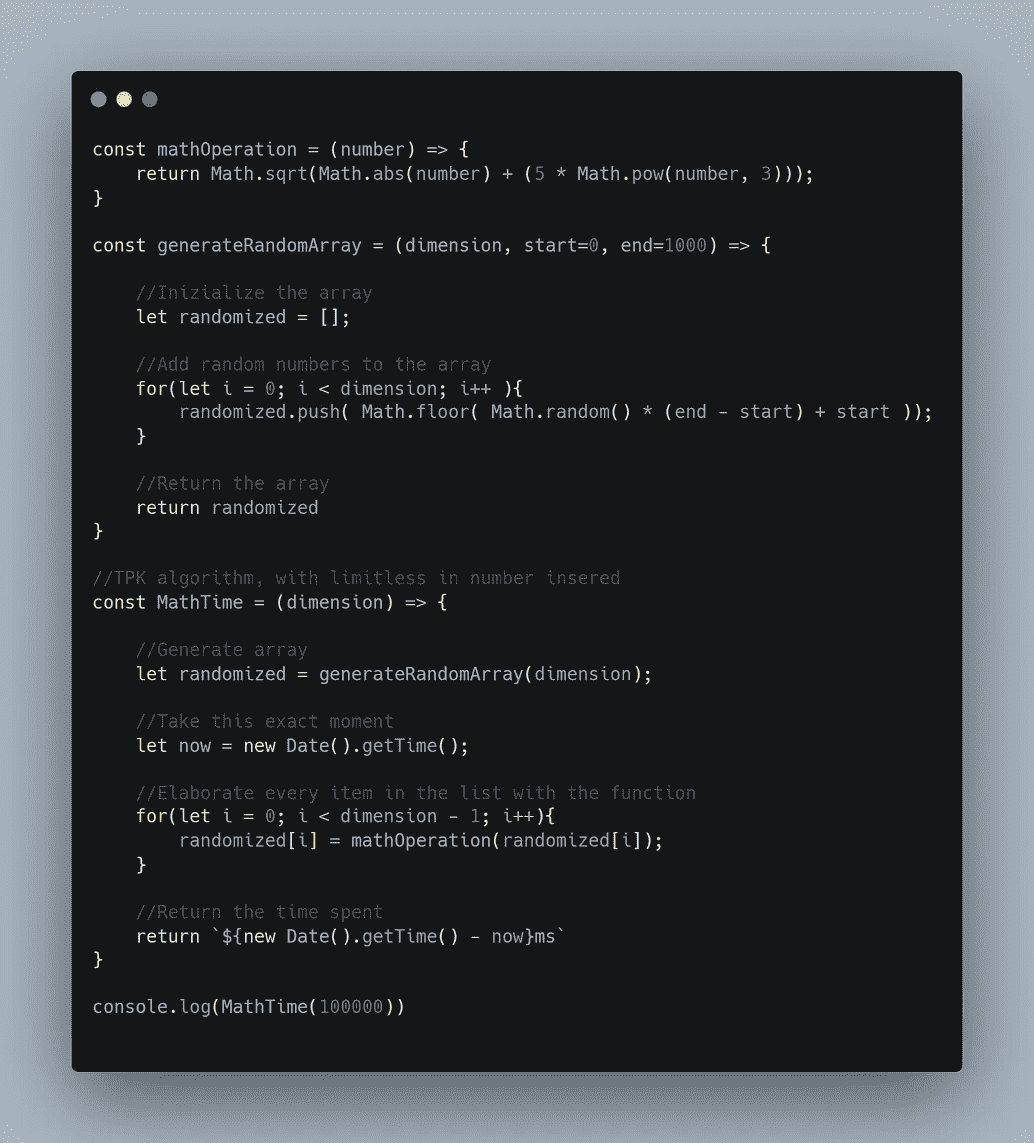 const mathOperation = (number) => {
    return Math.sqrt(Math.abs(number) + (5 * Math.pow(number, 3)));
}
const generateRandomArray = (dimension, start=0, end=1000) => {
    //Inizialize the array
    let randomized = [];
    //Add random numbers to the array
    for(let i = 0; i < dimension; i++ ){
        randomized.push( Math.floor( Math.random() * (end - start) + start ));
    }
    //Return the array
    return randomized
}
//TPK algorithm, with limitless in number insered
const MathTime = (dimension) => {
    //Generate array
    let randomized = generateRandomArray(dimension);
    //Take this exact moment
    let now = new Date().getTime();
    //Elaborate every item in the list with the function
    for(let i = 0; i < dimension - 1; i++){
        randomized[i] = mathOperation(randomized[i]);
    }
    //Return the time spent
    return `${new Date().getTime() - now}ms`
}
console.log(MathTime(100000))